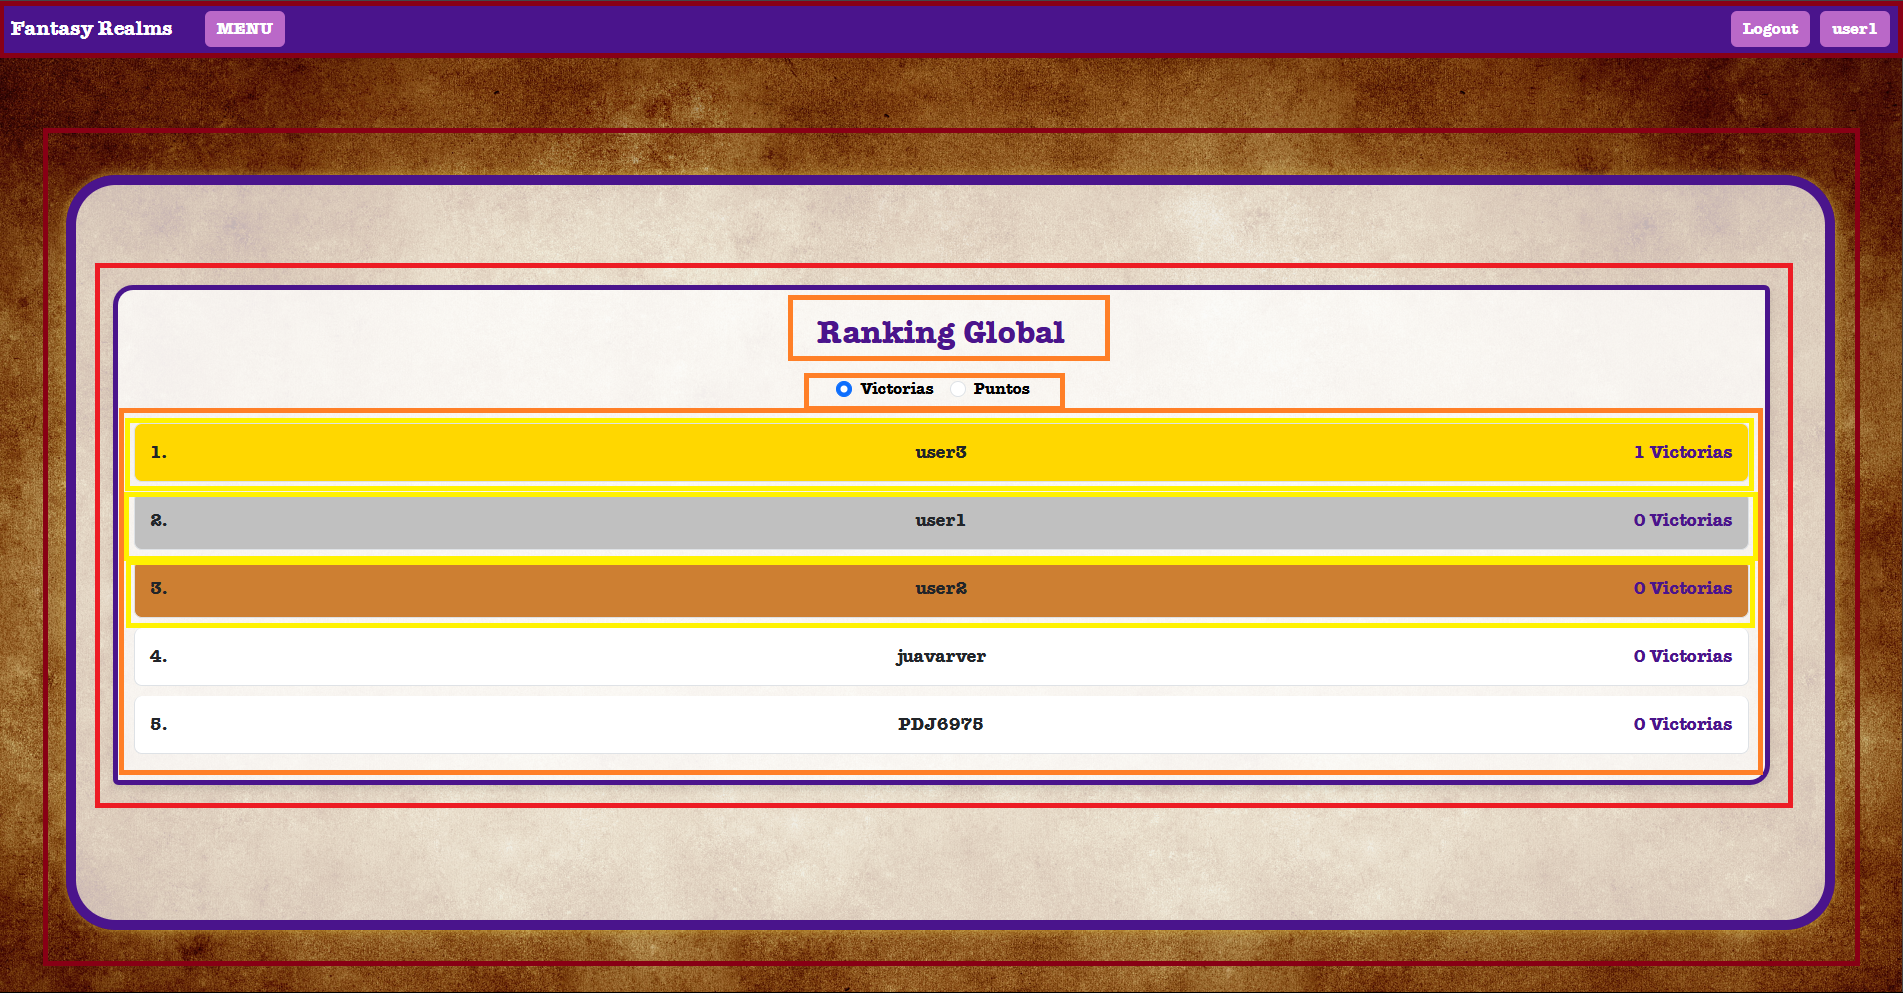 Fantasy Realms MENU Logout user1
Ranking Global
Victorias Puntos
1. user3 1 Victorias
2. user1 0 Victorias
3. user2 0 Victorias
4. juavarver 0 Victorias
5. PDJ6975 0 Victorias